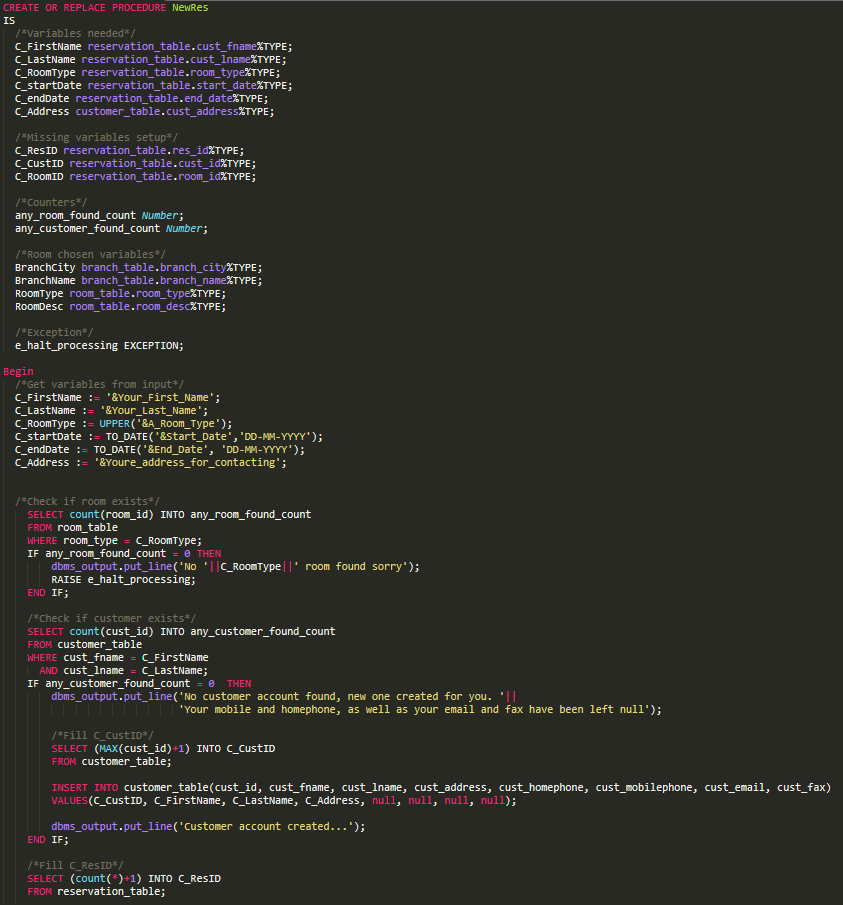 CREATE OR REPLACE PROCEDURE NewRes
IS
/*Variables needed*/
C_FirstName reservation_table.cust_fname%TYPE;
C_LastName reservation_table.cust_lname%TYPE;
C_RoomType reservation_table.room_type%TYPE;
C_startDate reservation_table.start_date%TYPE;
C_endDate reservation_table.end_date%TYPE;
C_Address customer_table.cust_address%TYPE;
/*Missing variables setup*/
C_ResID reservation_table.res_id%TYPE;
C_CustID reservation_table.cust_id%TYPE;
C_RoomID reservation_table.room_id%TYPE;
/*Counters*/
any_room_found_count Number;
any_customer_found_count Number;
/*Room chosen variables*/
BranchCity branch_table.branch_city%TYPE;
BranchName branch_table.branch_name%TYPE;
RoomType room_table.room_type%TYPE;
RoomDesc room_table.room_desc%TYPE;
/*Exception*/
e_halt_processing EXCEPTION;
Begin
/*Get variables from input*/
C_FirstName := '&Your_First_Name';
C_LastName := '&Your_Last_Name';
C_RoomType := UPPER('&A_Room_Type');
C_startDate := TO_DATE('&Start_Date','DD-MM-YYYY');
C_endDate := TO_DATE('&End_Date', 'DD-MM-YYYY');
C_Address := '&Youre_address_for_contacting';
/*Check if room exists*/
SELECT count(room_id) INTO any_room_found_count
FROM room_table
WHERE room_type = C_RoomType;
IF any_room_found_count = 0 THEN
dbms_output.put_line('No '||C_RoomType||' room found sorry');
RAISE e_halt_processing;
END IF;
/*Check if customer exists*/
SELECT count(cust_id) INTO any_customer_found_count
FROM customer_table
WHERE cust_fname = C_FirstName
AND cust_lname = C_LastName;
IF any_customer_found_count = 0  THEN
dbms_output.put_line('No customer account found, new one created for you. '||
'Your mobile and homephone, as well as your email and fax have been left null');
/*Fill C_CustID*/
SELECT (MAX(cust_id)+1) INTO C_CustID
FROM customer_table;
INSERT INTO customer_table(cust_id, cust_fname, cust_lname, cust_address, cust_homephone, cust_mobilephone, cust_email, cust_fax)
VALUES(C_CustID, C_FirstName, C_LastName, C_Address, null, null, null, null);
dbms_output.put_line('Customer account created...');
END IF;
/*Fill C_ResID*/
SELECT (count(*)+1) INTO C_ResID
FROM reservation_table;